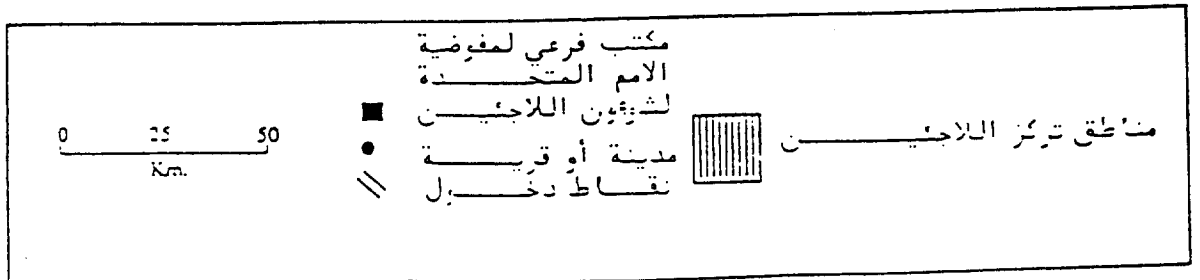 مناطق تركز اللاجئين
مكتب فرعي لمفوضية
الامم المتحدة
لشؤون اللاجئين
مدينة أو قرية
نقاط دخول
0 25 50
Km.